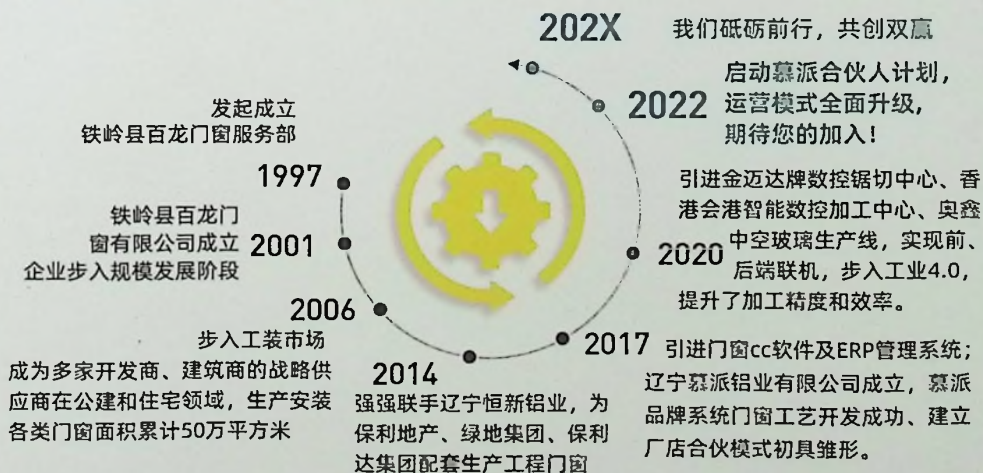 发起成立
铁岭县百龙门窗服务部
1997
铁岭县百龙门
窗有限公司成立
企业步入规模发展阶段
2001
2006
步入工装市场
成为多家开发商、建筑商的战略供
应商在公建和住宅领域，生产安装
各类门窗面积累计50万平方米
2014
强强联手辽宁恒新铝业，为
保利地产、绿地集团、保利
达集团配套生产工程门窗
2017
引进门窗cc软件及ERP管理系统；
辽宁慕派铝业有限公司成立，慕派
品牌系统门窗工艺开发成功、建立
厂店合伙模式初具雏形。
2020
引进金迈达牌数控锯切中心、香
港会港智能数控加工中心、奥鑫
中空玻璃生产线，实现前、
后端联机，步入工业4.0，
提升了加工精度和效率。
2022
启动慕派合伙人计划，
运营模式全面升级，
期待您的加入！
202X
我们砥砺前行，共创双赢